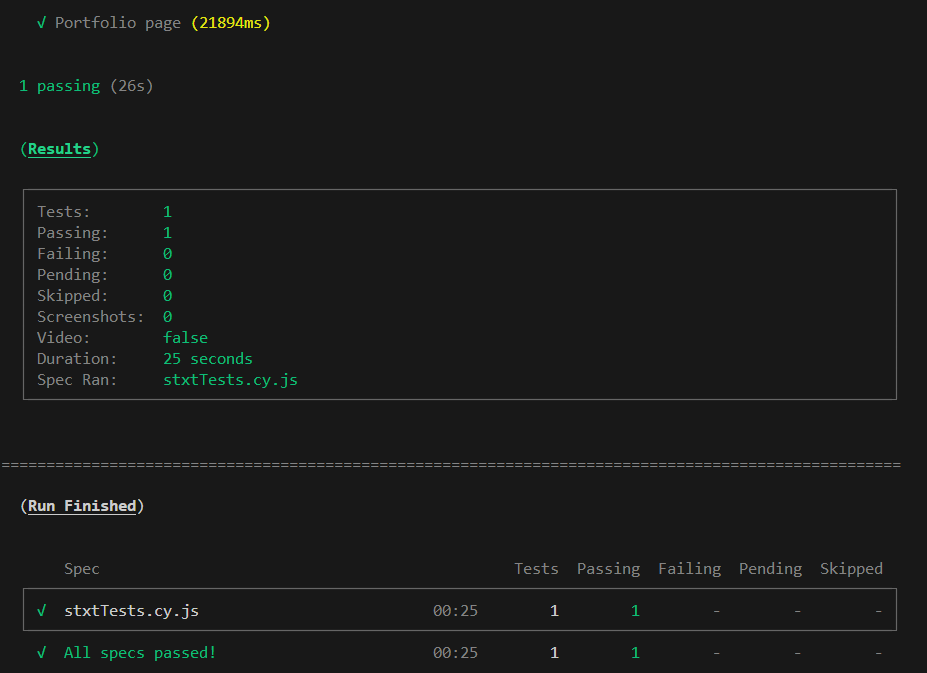 √ Portfolio page (21894ms)
1 passing (26s)
(Results)
Tests: 1
Passing: 1
Failing: 0
Pending: 0
Skipped: 0
Screenshots: 0
Video: false
Duration: 25 seconds
Spec Ran: stxtTests.cy.js
====================================================================================================
(Run Finished)
Spec Tests Passing Failing Pending Skipped
√ stxtTests.cy.js 00:25 1 1 - - -
√ All specs passed! 00:25 1 1 - - -